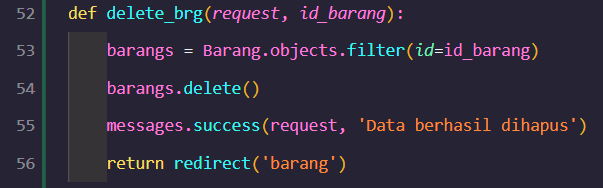 52 def delete_brg(request, id_barang):
53 barangs = Barang.objects.filter(id=id_barang)
54 barangs.delete()
55 messages.success(request, 'Data berhasil dihapus')
56 return redirect('barang')